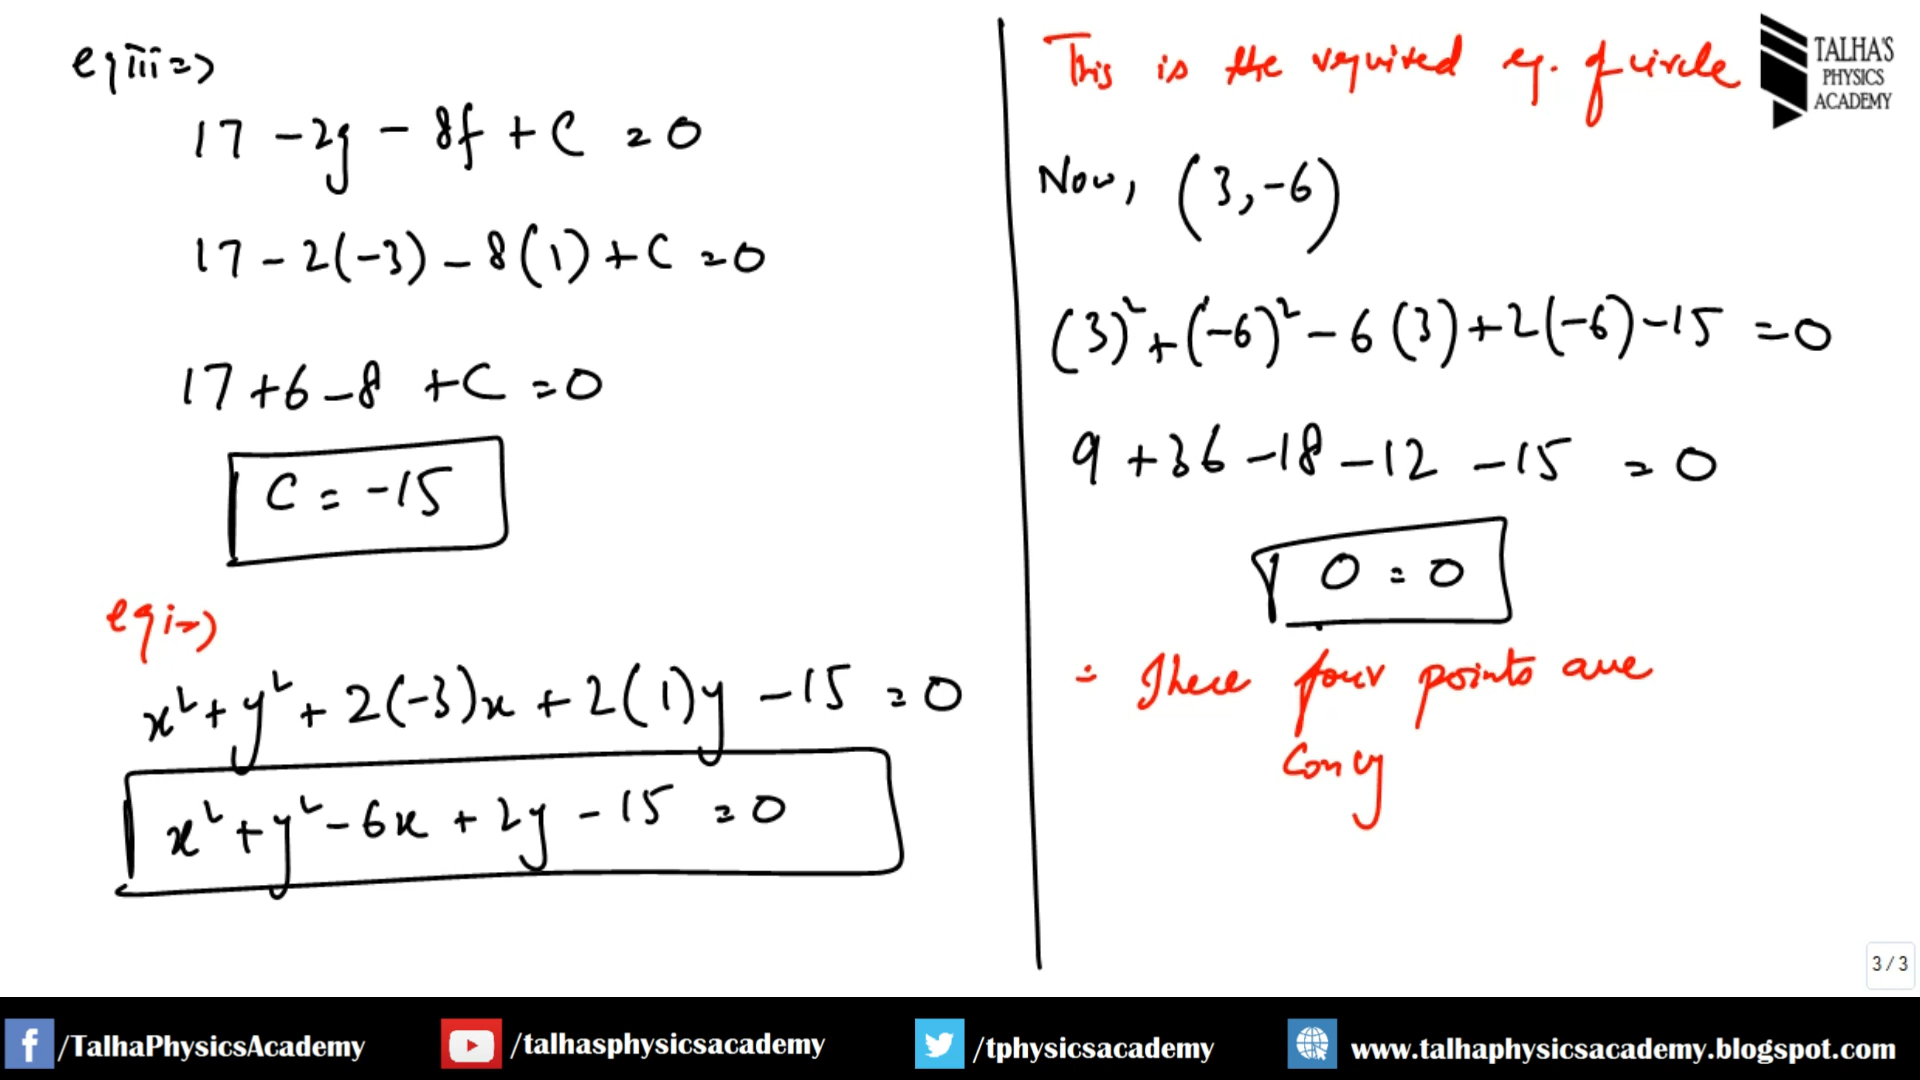 eq iii =>
17 - 2g - 8f + C = 0
17 - 2(-3) - 8(1) + C = 0
17 + 6 - 8 + C = 0
C = -15
eq i =>
x² + y² + 2(-3)x + 2(1)y - 15 = 0
x² + y² - 6x + 2y - 15 = 0
This is the required eq. of circle
TALHA'S
PHYSICS
ACADEMY
Now, (3, -6)
(3)² + (-6)² - 6(3) + 2(-6) - 15 = 0
9 + 36 - 18 - 12 - 15 = 0
0 = 0
These four points are
Concy
3 / 3
/TalhaPhysicsAcademy
/talhasphysicsacademy
/tphysicsacademy
www.talhaphysicsacademy.blogspot.com